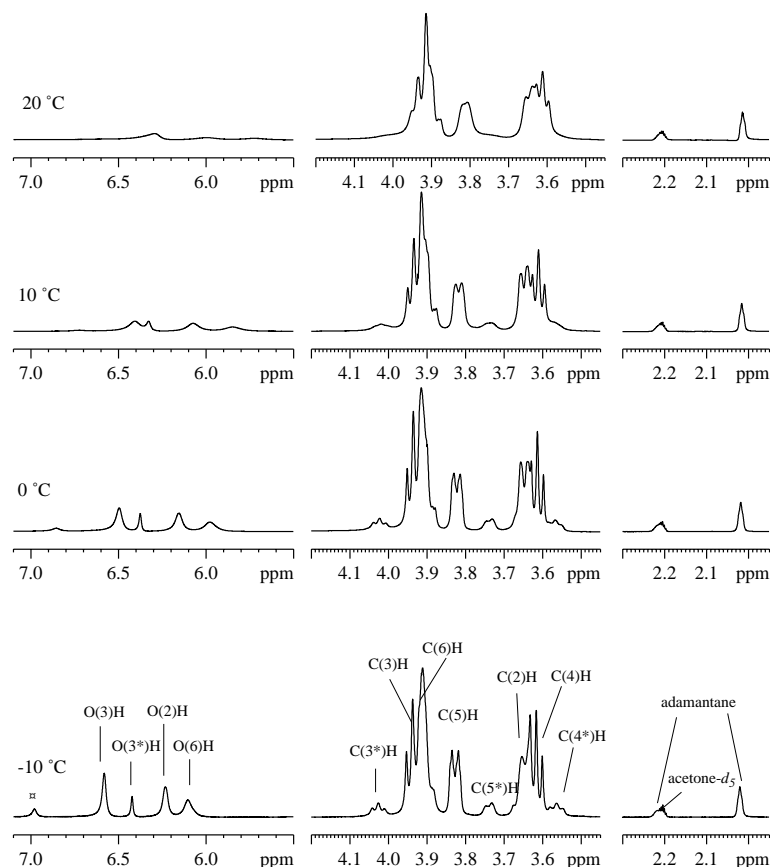 20 ˚C
7.0 6.5 6.0 ppm 4.1 4.0 3.9 3.8 3.7 3.6 ppm 2.2 2.1 ppm
10 ˚C
7.0 6.5 6.0 ppm 4.1 4.0 3.9 3.8 3.7 3.6 ppm 2.2 2.1 ppm
0 ˚C
7.0 6.5 6.0 ppm 4.1 4.0 3.9 3.8 3.7 3.6 ppm 2.2 2.1 ppm
C(6)H
C(3)H
C(2)H C(4)H
adamantane
O(3)H O(2)H C(5)H
O(3*)H O(6)H C(3*)H C(4*)H
-10 ˚C C(5*)H
acetone-d5
¤
7.0 6.5 6.0 ppm 4.1 4.0 3.9 3.8 3.7 3.6 ppm 2.2 2.1 ppm